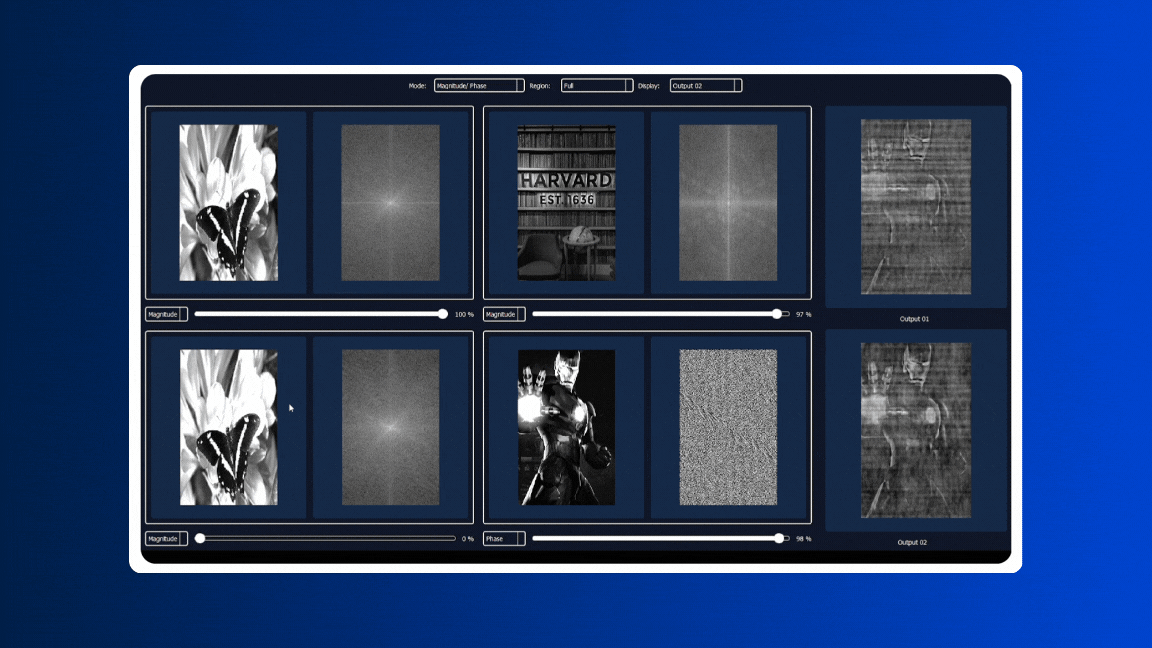 Mode: Magnitude/ Phase Region: Full Display: Output 02
HARVARD
EST. 1636
Magnitude 100 %
Magnitude 97 %
Output 01
Magnitude 0 %
Phase 98 %
Output 02